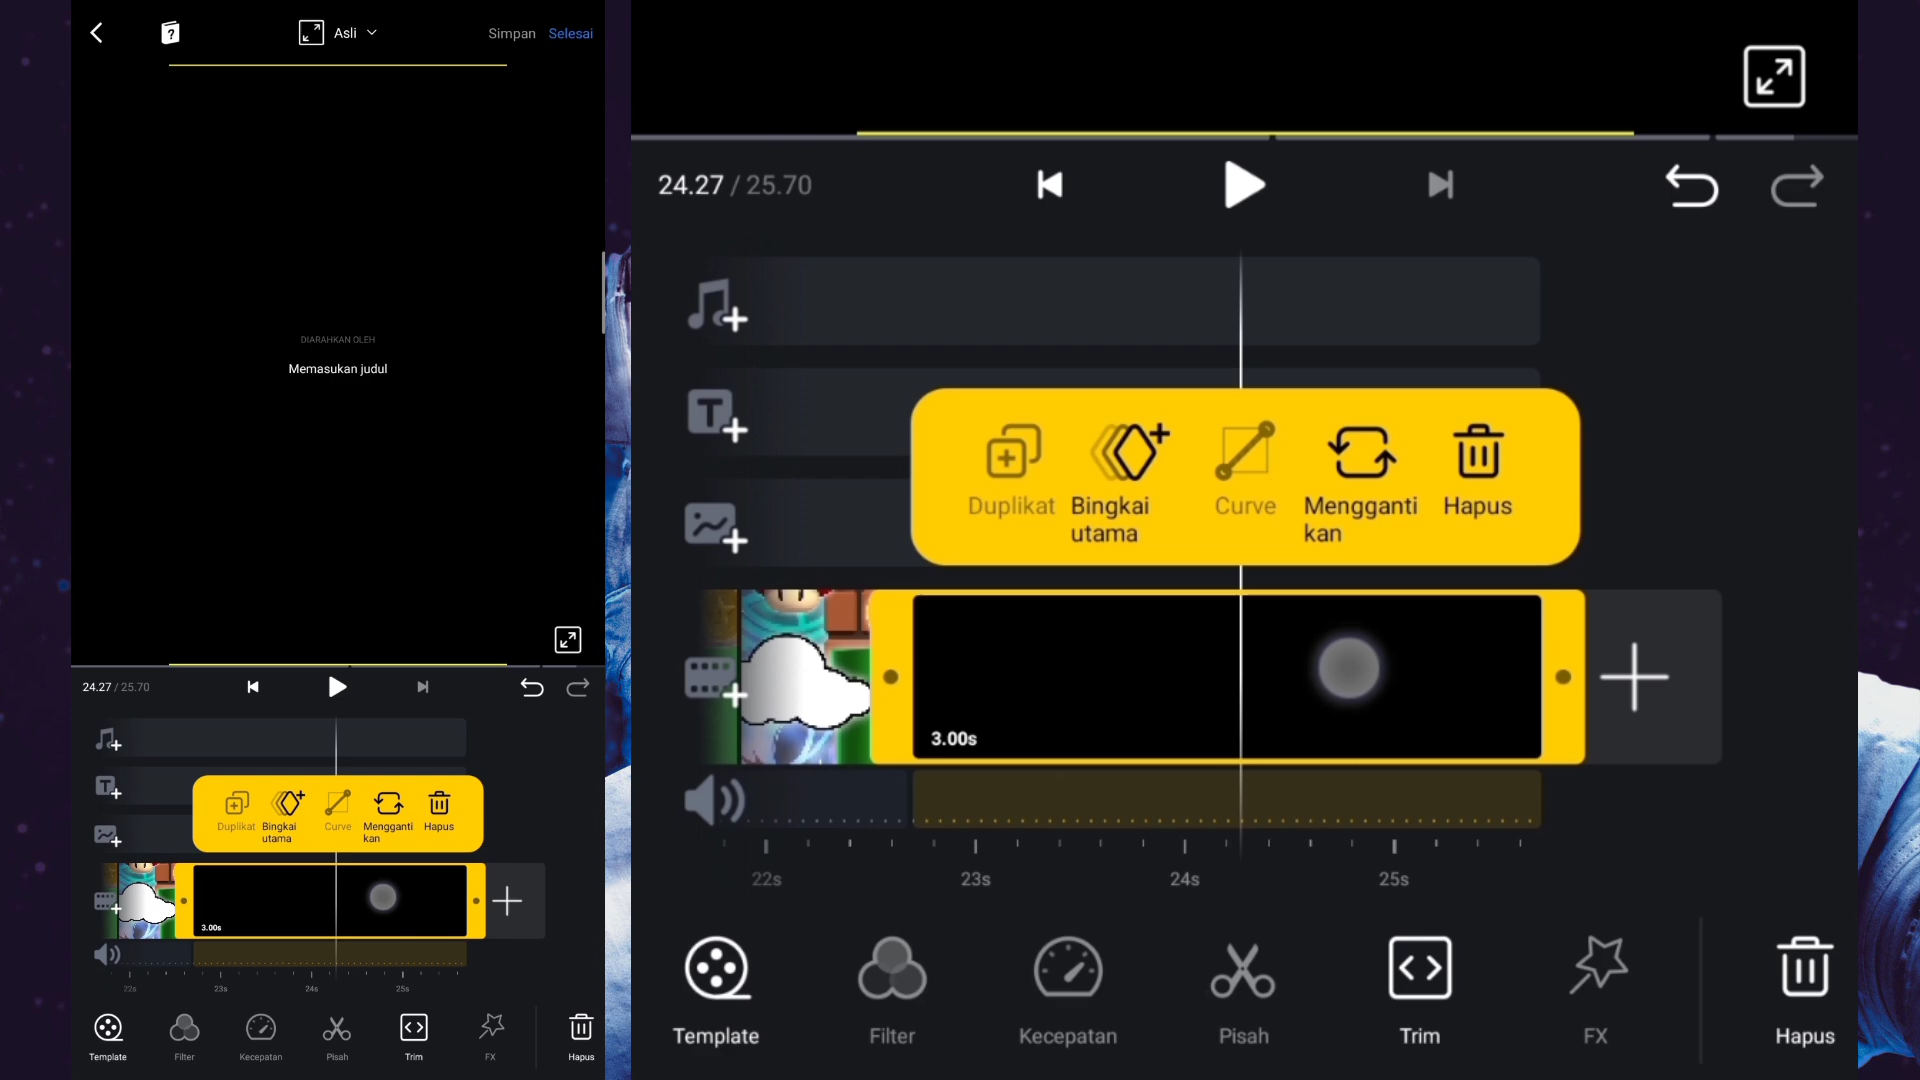 Asli
Simpan
Selesai
DIARAHKAN OLEH
Memasukan judul
24.27 / 25.70
Duplikat
Bingkai
utama
Curve
Mengganti
kan
Hapus
3.00s
22s
23s
24s
25s
Template
Filter
Kecepatan
Pisah
Trim
FX
Hapus
24.27 / 25.70
Duplikat
Bingkai
utama
Curve
Mengganti
kan
Hapus
3.00s
22s
23s
24s
25s
Template
Filter
Kecepatan
Pisah
Trim
FX
Hapus